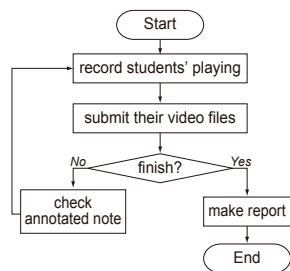 Start
record students' playing
submit their video files
finish?
No
Yes
check
annotated note
make report
End